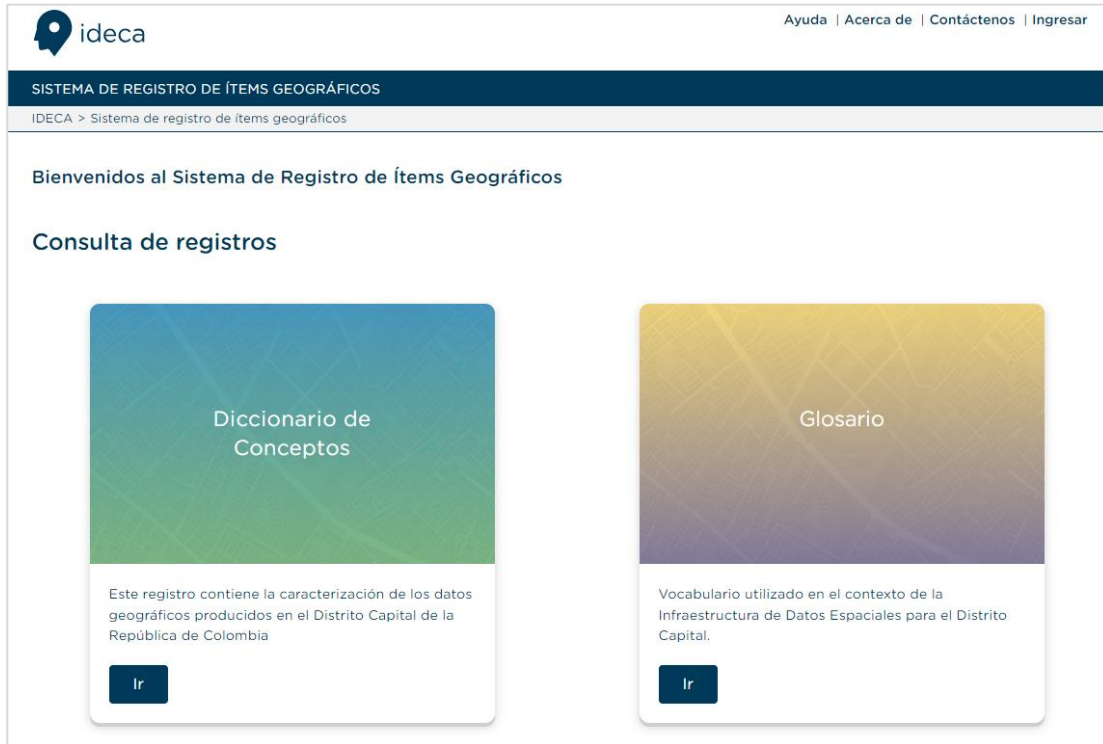 ideca
Ayuda | Acerca de | Contáctenos | Ingresar
SISTEMA DE REGISTRO DE ÍTEMS GEOGRÁFICOS
IDECA > Sistema de registro de ítems geográficos
Bienvenidos al Sistema de Registro de Ítems Geográficos
Consulta de registros
Diccionario de
Conceptos
Este registro contiene la caracterización de los datos
geográficos producidos en el Distrito Capital de la
República de Colombia
Ir
Glosario
Vocabulario utilizado en el contexto de la
Infraestructura de Datos Espaciales para el Distrito
Capital.
Ir